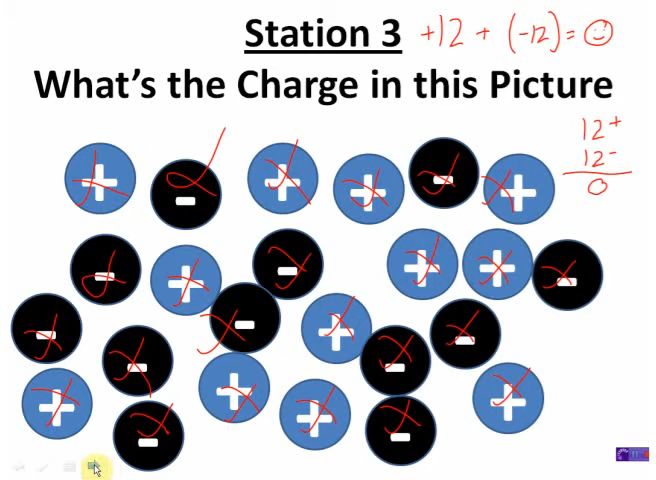 Station 3 +12 + (-12) =
What's the Charge in this Picture
12+
12-
0
+ - + + - +
- + - + + -
- - + -
- -
+ + + +
- -